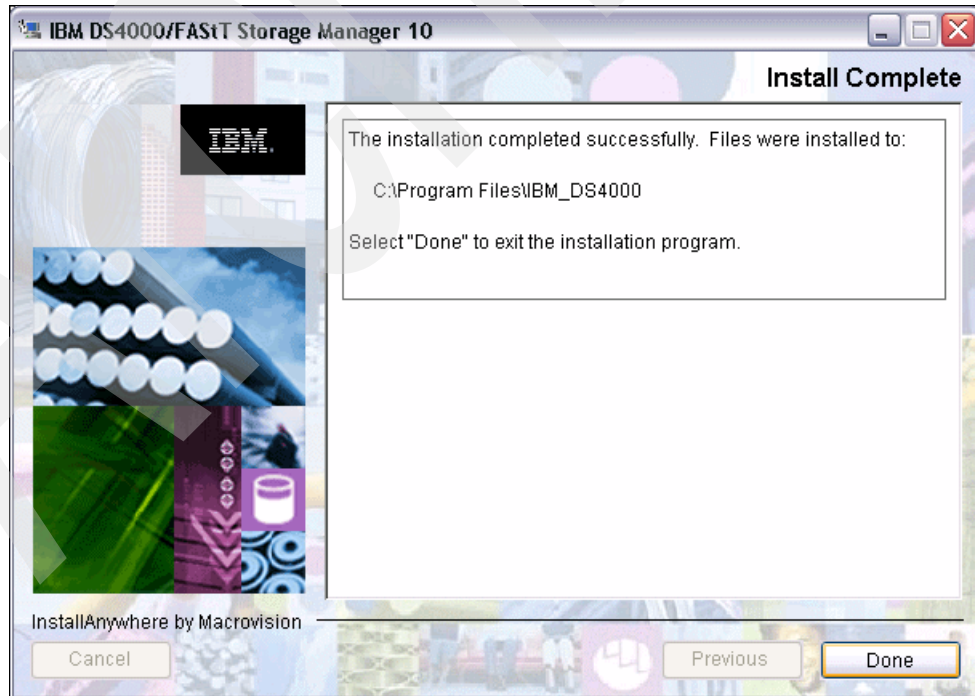 IBM DS4000/FAStT Storage Manager 10
Install Complete
IBM.
The installation completed successfully. Files were installed to:
C:\Program Files\IBM_DS4000
Select "Done" to exit the installation program.
InstallAnywhere by Macrovision
Cancel
Previous
Done